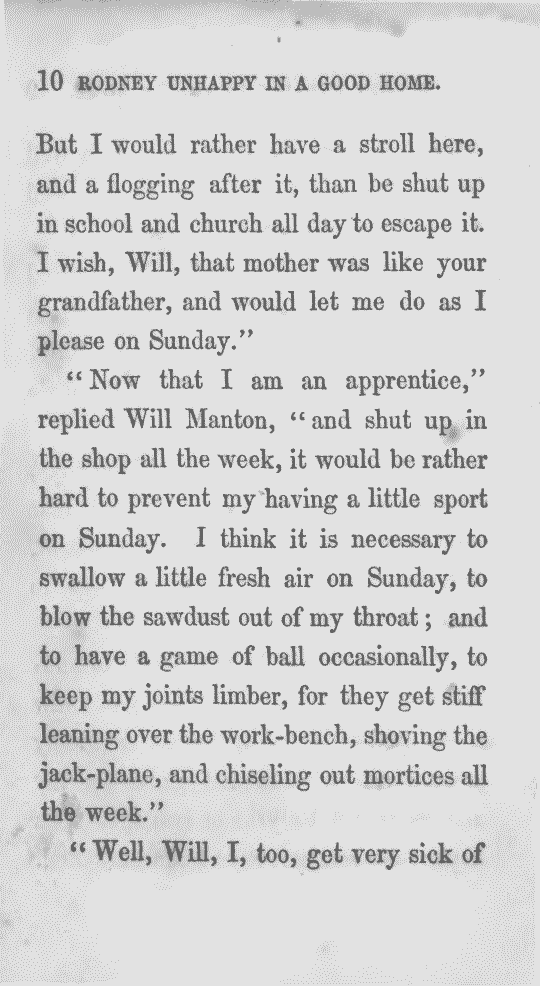 10 RODNEY UNHAPPY IN A GOOD HOME.
But I would rather have a stroll here,
and a flogging after it, than be shut up
in school and church all day to escape it.
I wish, Will, that mother was like your
grandfather, and would let me do as I
please on Sunday."
"Now that I am an apprentice,"
replied Will Manton, "and shut up in
the shop all the week, it would be rather
hard to prevent my having a little sport
on Sunday. I think it is necessary to
swallow a little fresh air on Sunday, to
blow the sawdust out of my throat; and
to have a game of ball occasionally, to
keep my joints limber, for they get stiff
leaning over the work-bench, shoving the
jack-plane, and chiseling out mortices all
the week."
"Well, Will, I, too, get very sick of